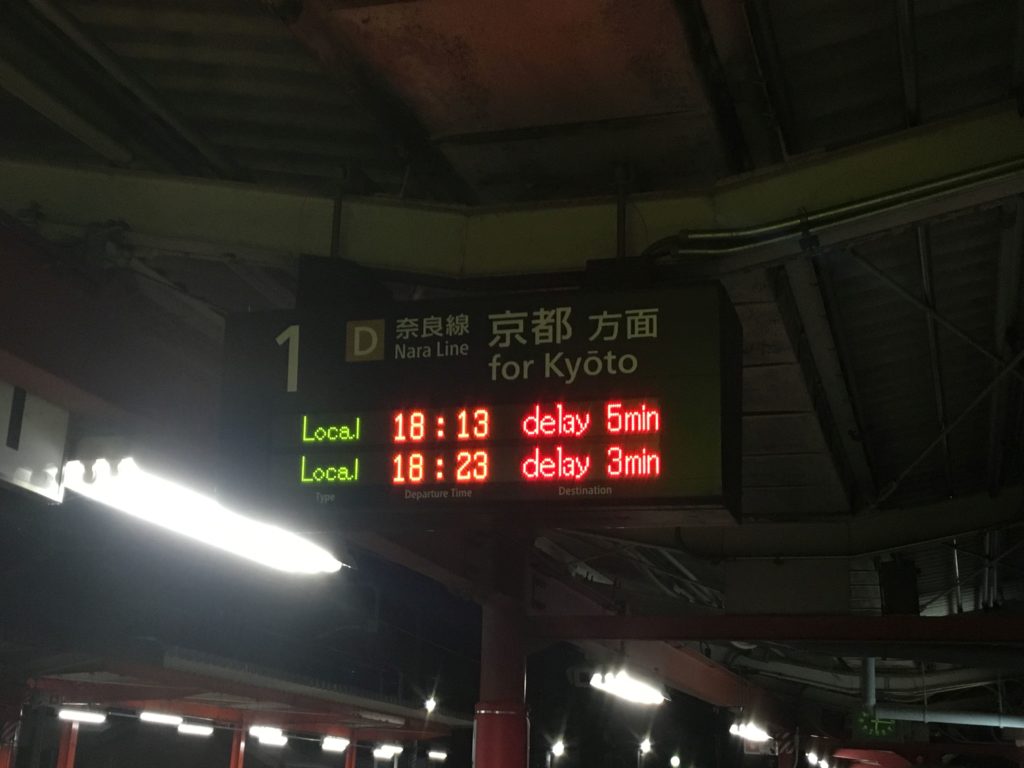 1 D 奈良線 京都 方面
Nara Line for Kyōto
Local 18:13 delay 5min
Local 18:23 delay 3min
Type Departure Time Destination